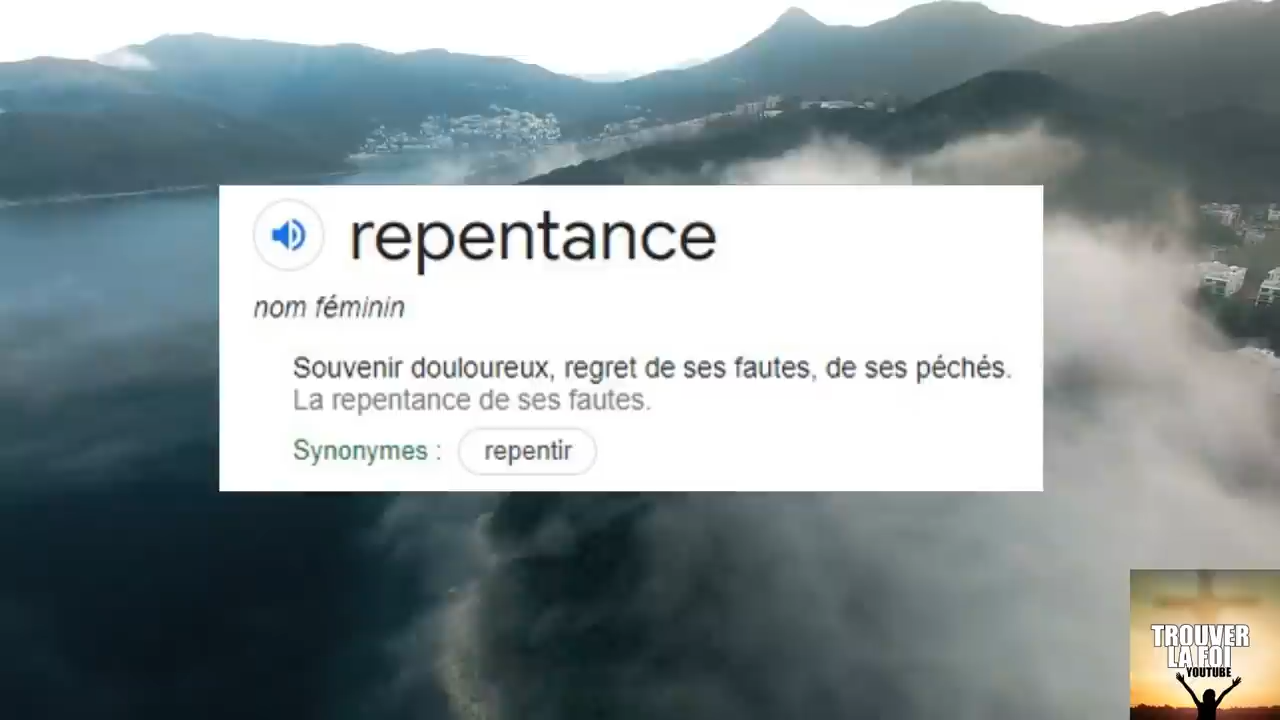 repentance
nom féminin
Souvenir douloureux, regret de ses fautes, de ses péchés.
La repentance de ses fautes.
Synonymes : repentir
TROUVER
LA FOI
YOUTUBE